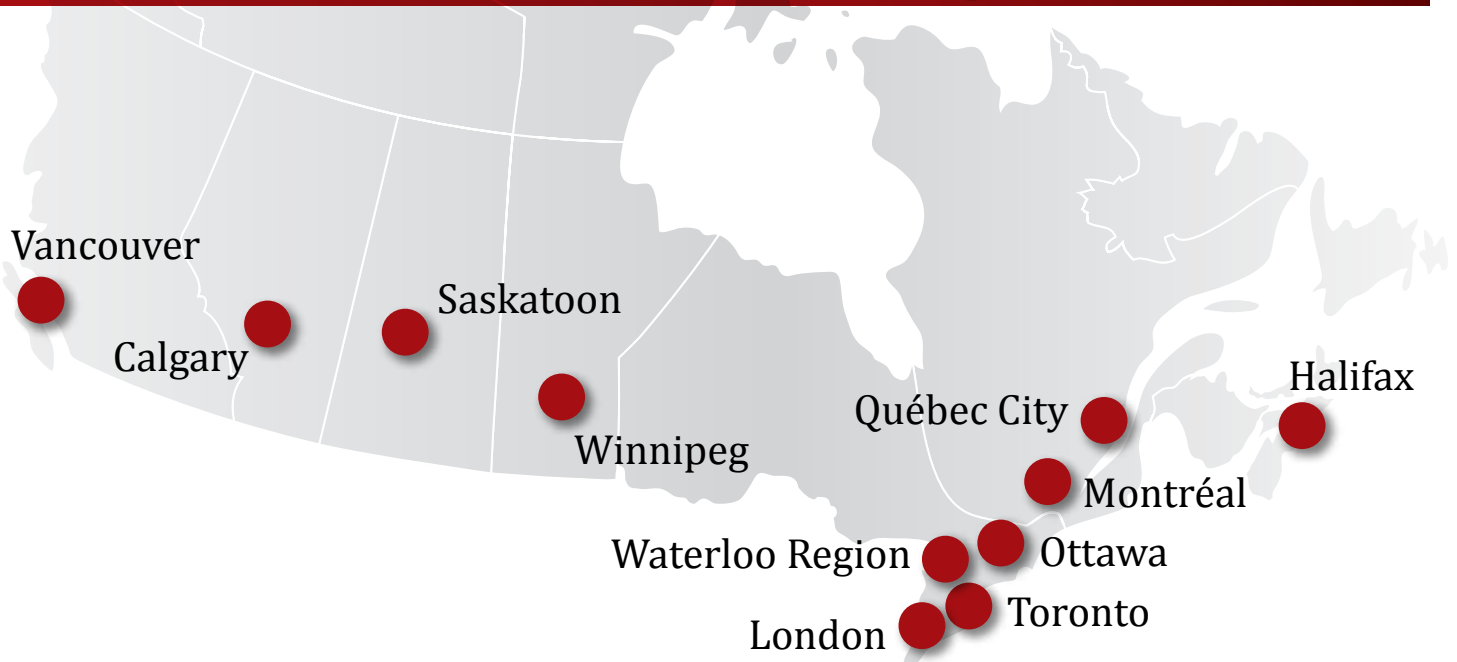 Vancouver
Saskatoon
Calgary
Halifax
Québec City
Winnipeg
Montréal
Waterloo Region
Ottawa
Toronto
London